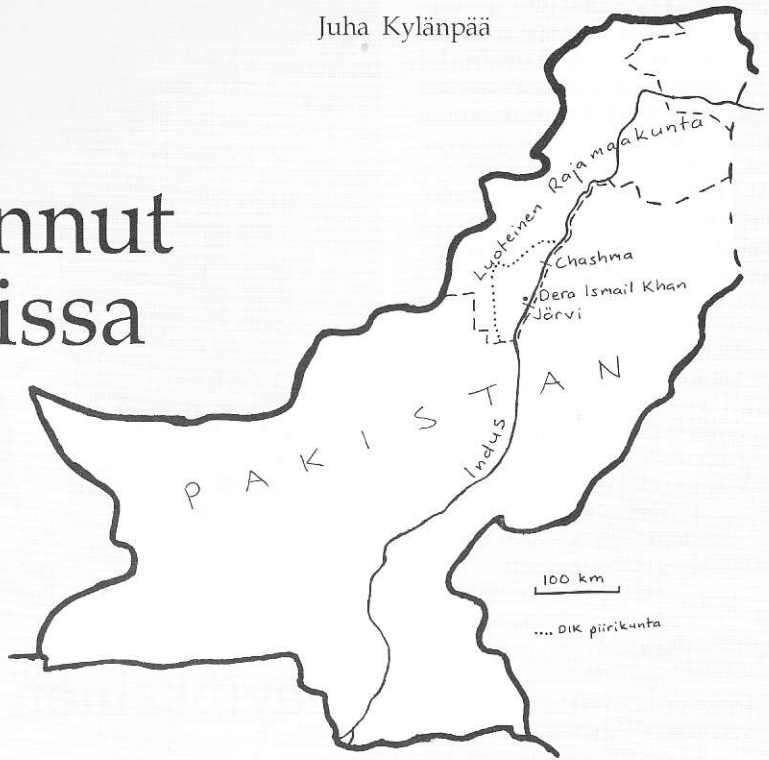 Juha Kylänpää
nnut
issa
Luoteinen Rajamaakunta
Chashma
Dera Ismail Khan
Järvi
PAKISTAN
Indus
100 km
.... DIK piirikunta